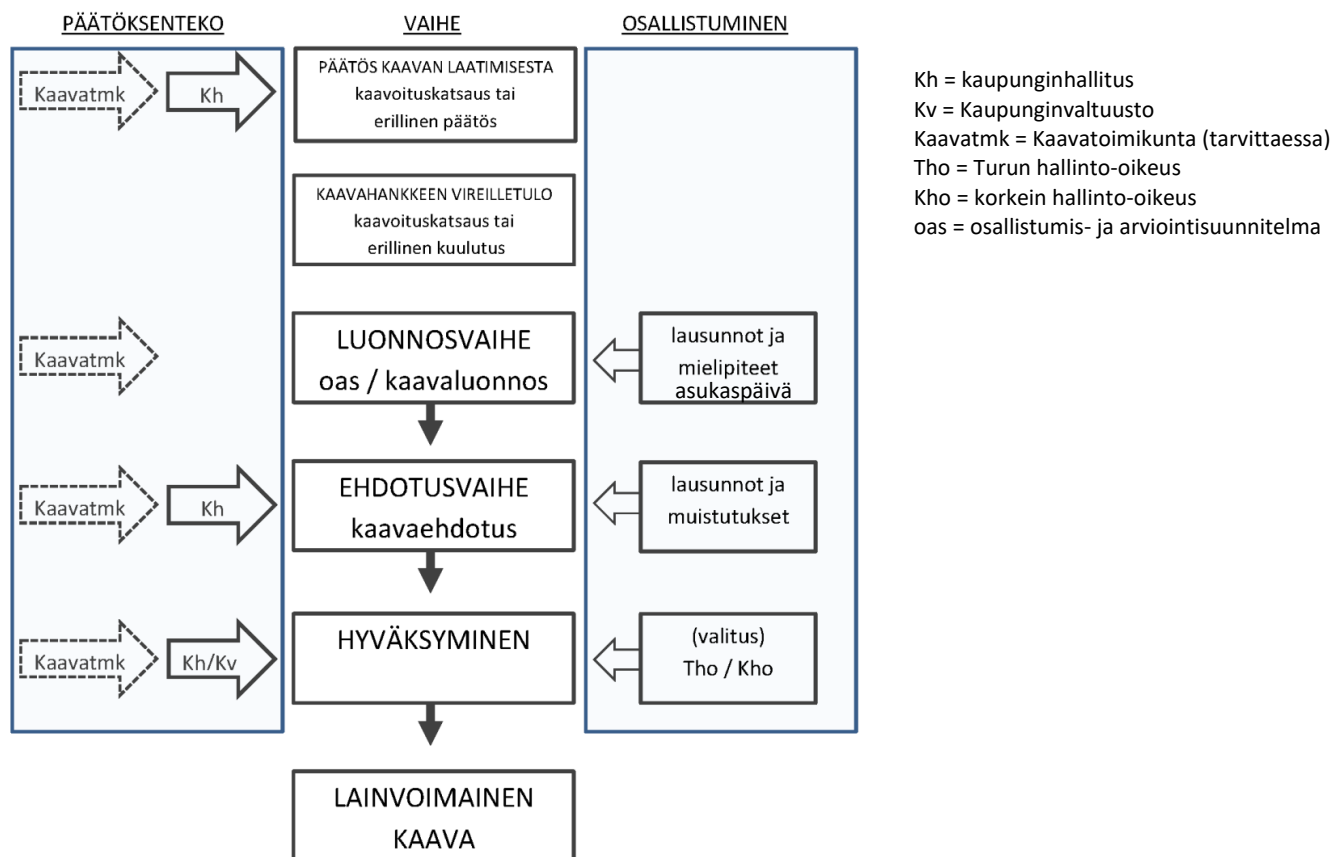 PÄÄTÖKSENTEKO
VAIHE
OSALLISTUMINEN
Kaavatmk
Kh
PÄÄTÖS KAAVAN LAATIMISESTA
kaavoituskatsaus tai
erillinen päätös
KAAVAHANKKEEN VIREILLETULO
kaavoituskatsaus tai
erillinen kuulutus
Kaavatmk
LUONNOSVAIHE
oas / kaavaluonnos
lausunnot ja
mielipiteet
asukaspäivä
Kaavatmk
Kh
EHDOTUSVAIHE
kaavaehdotus
lausunnot ja
muistutukset
Kaavatmk
Kh/Kv
HYVÄKSYMINEN
(valitus)
Tho / Kho
LAINVOIMAINEN
KAAVA
Kh = kaupunginhallitus
Kv = Kaupunginvaltuusto
Kaavatmk = Kaavatoimikunta (tarvittaessa)
Tho = Turun hallinto-oikeus
Kho = korkein hallinto-oikeus
oas = osallistumis- ja arviointisuunnitelma